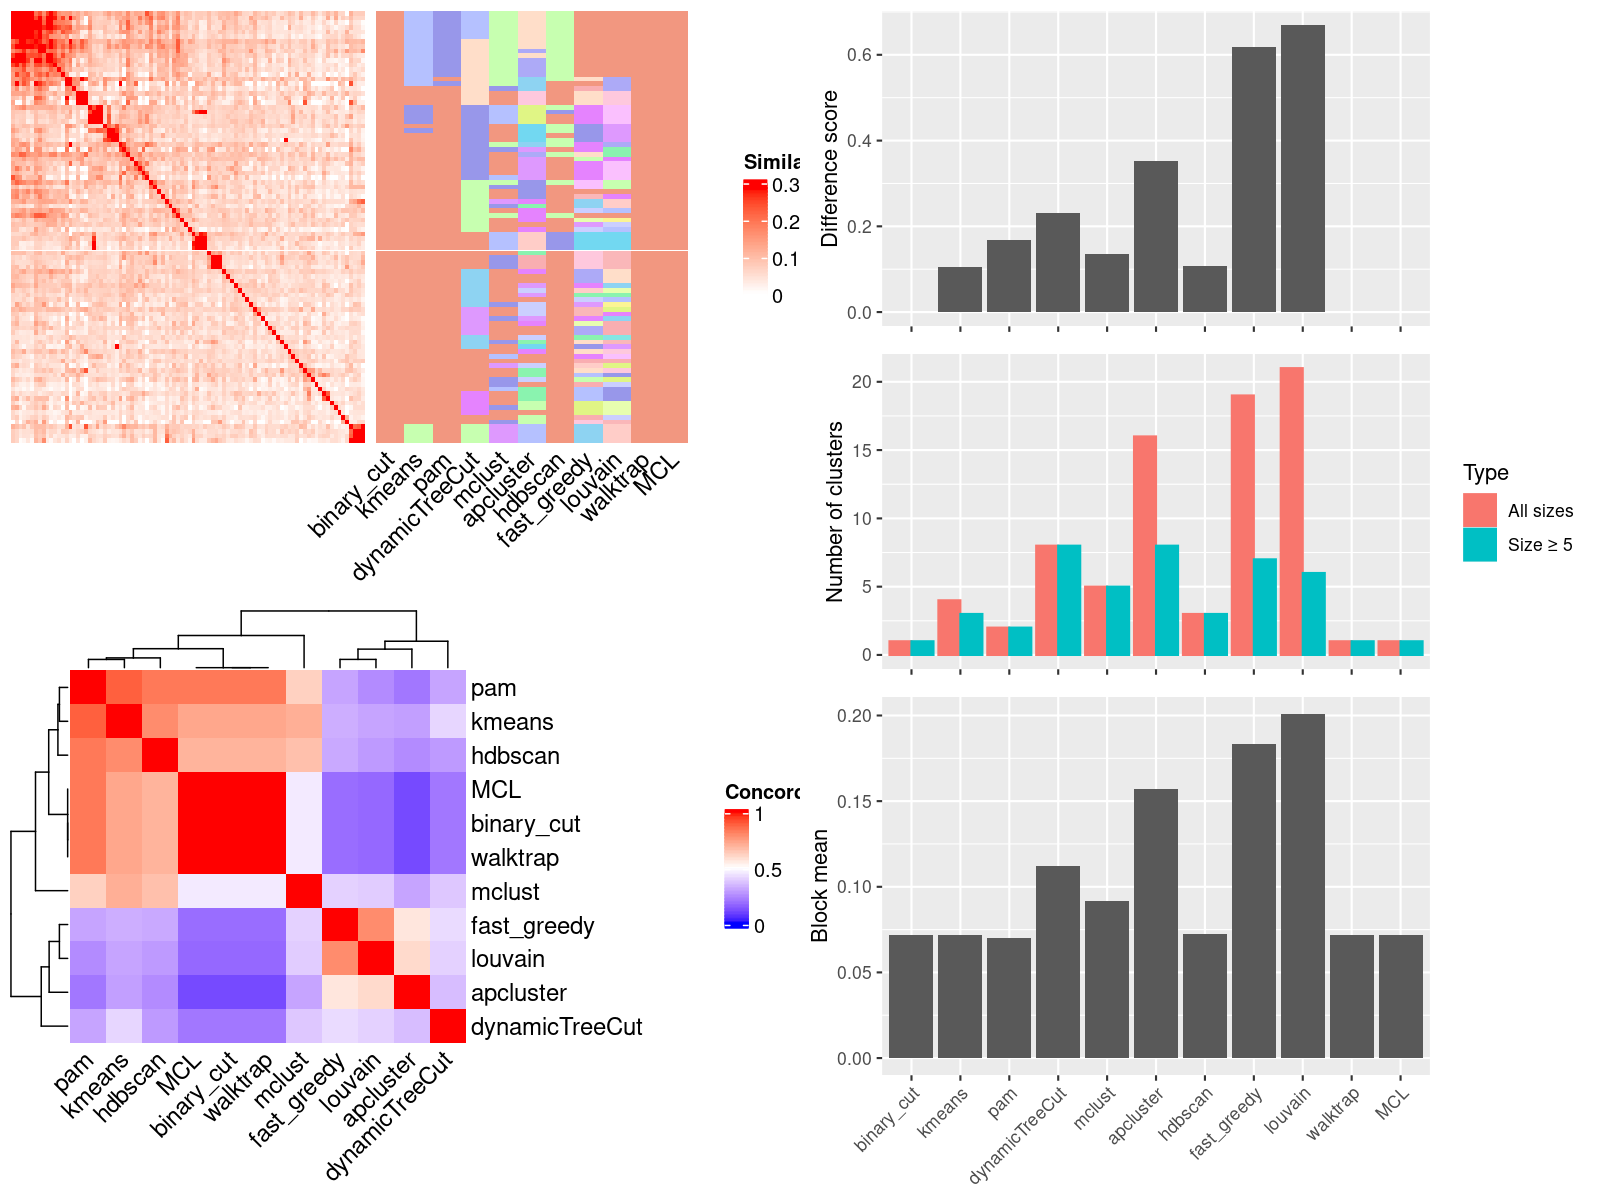 Simila
0.3
0.2
0.1
0
binary_cut
kmeans
pam
dynamicTreeCut
mclust
apcluster
hdbscan
fast_greedy
louvain
walktrap
MCL
pam
kmeans
hdbscan
MCL
binary_cut
walktrap
mclust
fast_greedy
louvain
apcluster
dynamicTreeCut
pam
kmeans
hdbscan
MCL
binary_cut
walktrap
mclust
fast_greedy
louvain
apcluster
dynamicTreeCut
Concord
1
0.5
0
Difference score
0.6
0.4
0.2
0.0
Number of clusters
20
15
10
5
0
Type
All sizes
Size ≥ 5
Block mean
0.20
0.15
0.10
0.05
0.00
binary_cut
kmeans
pam
dynamicTreeCut
mclust
apcluster
hdbscan
fast_greedy
louvain
walktrap
MCL